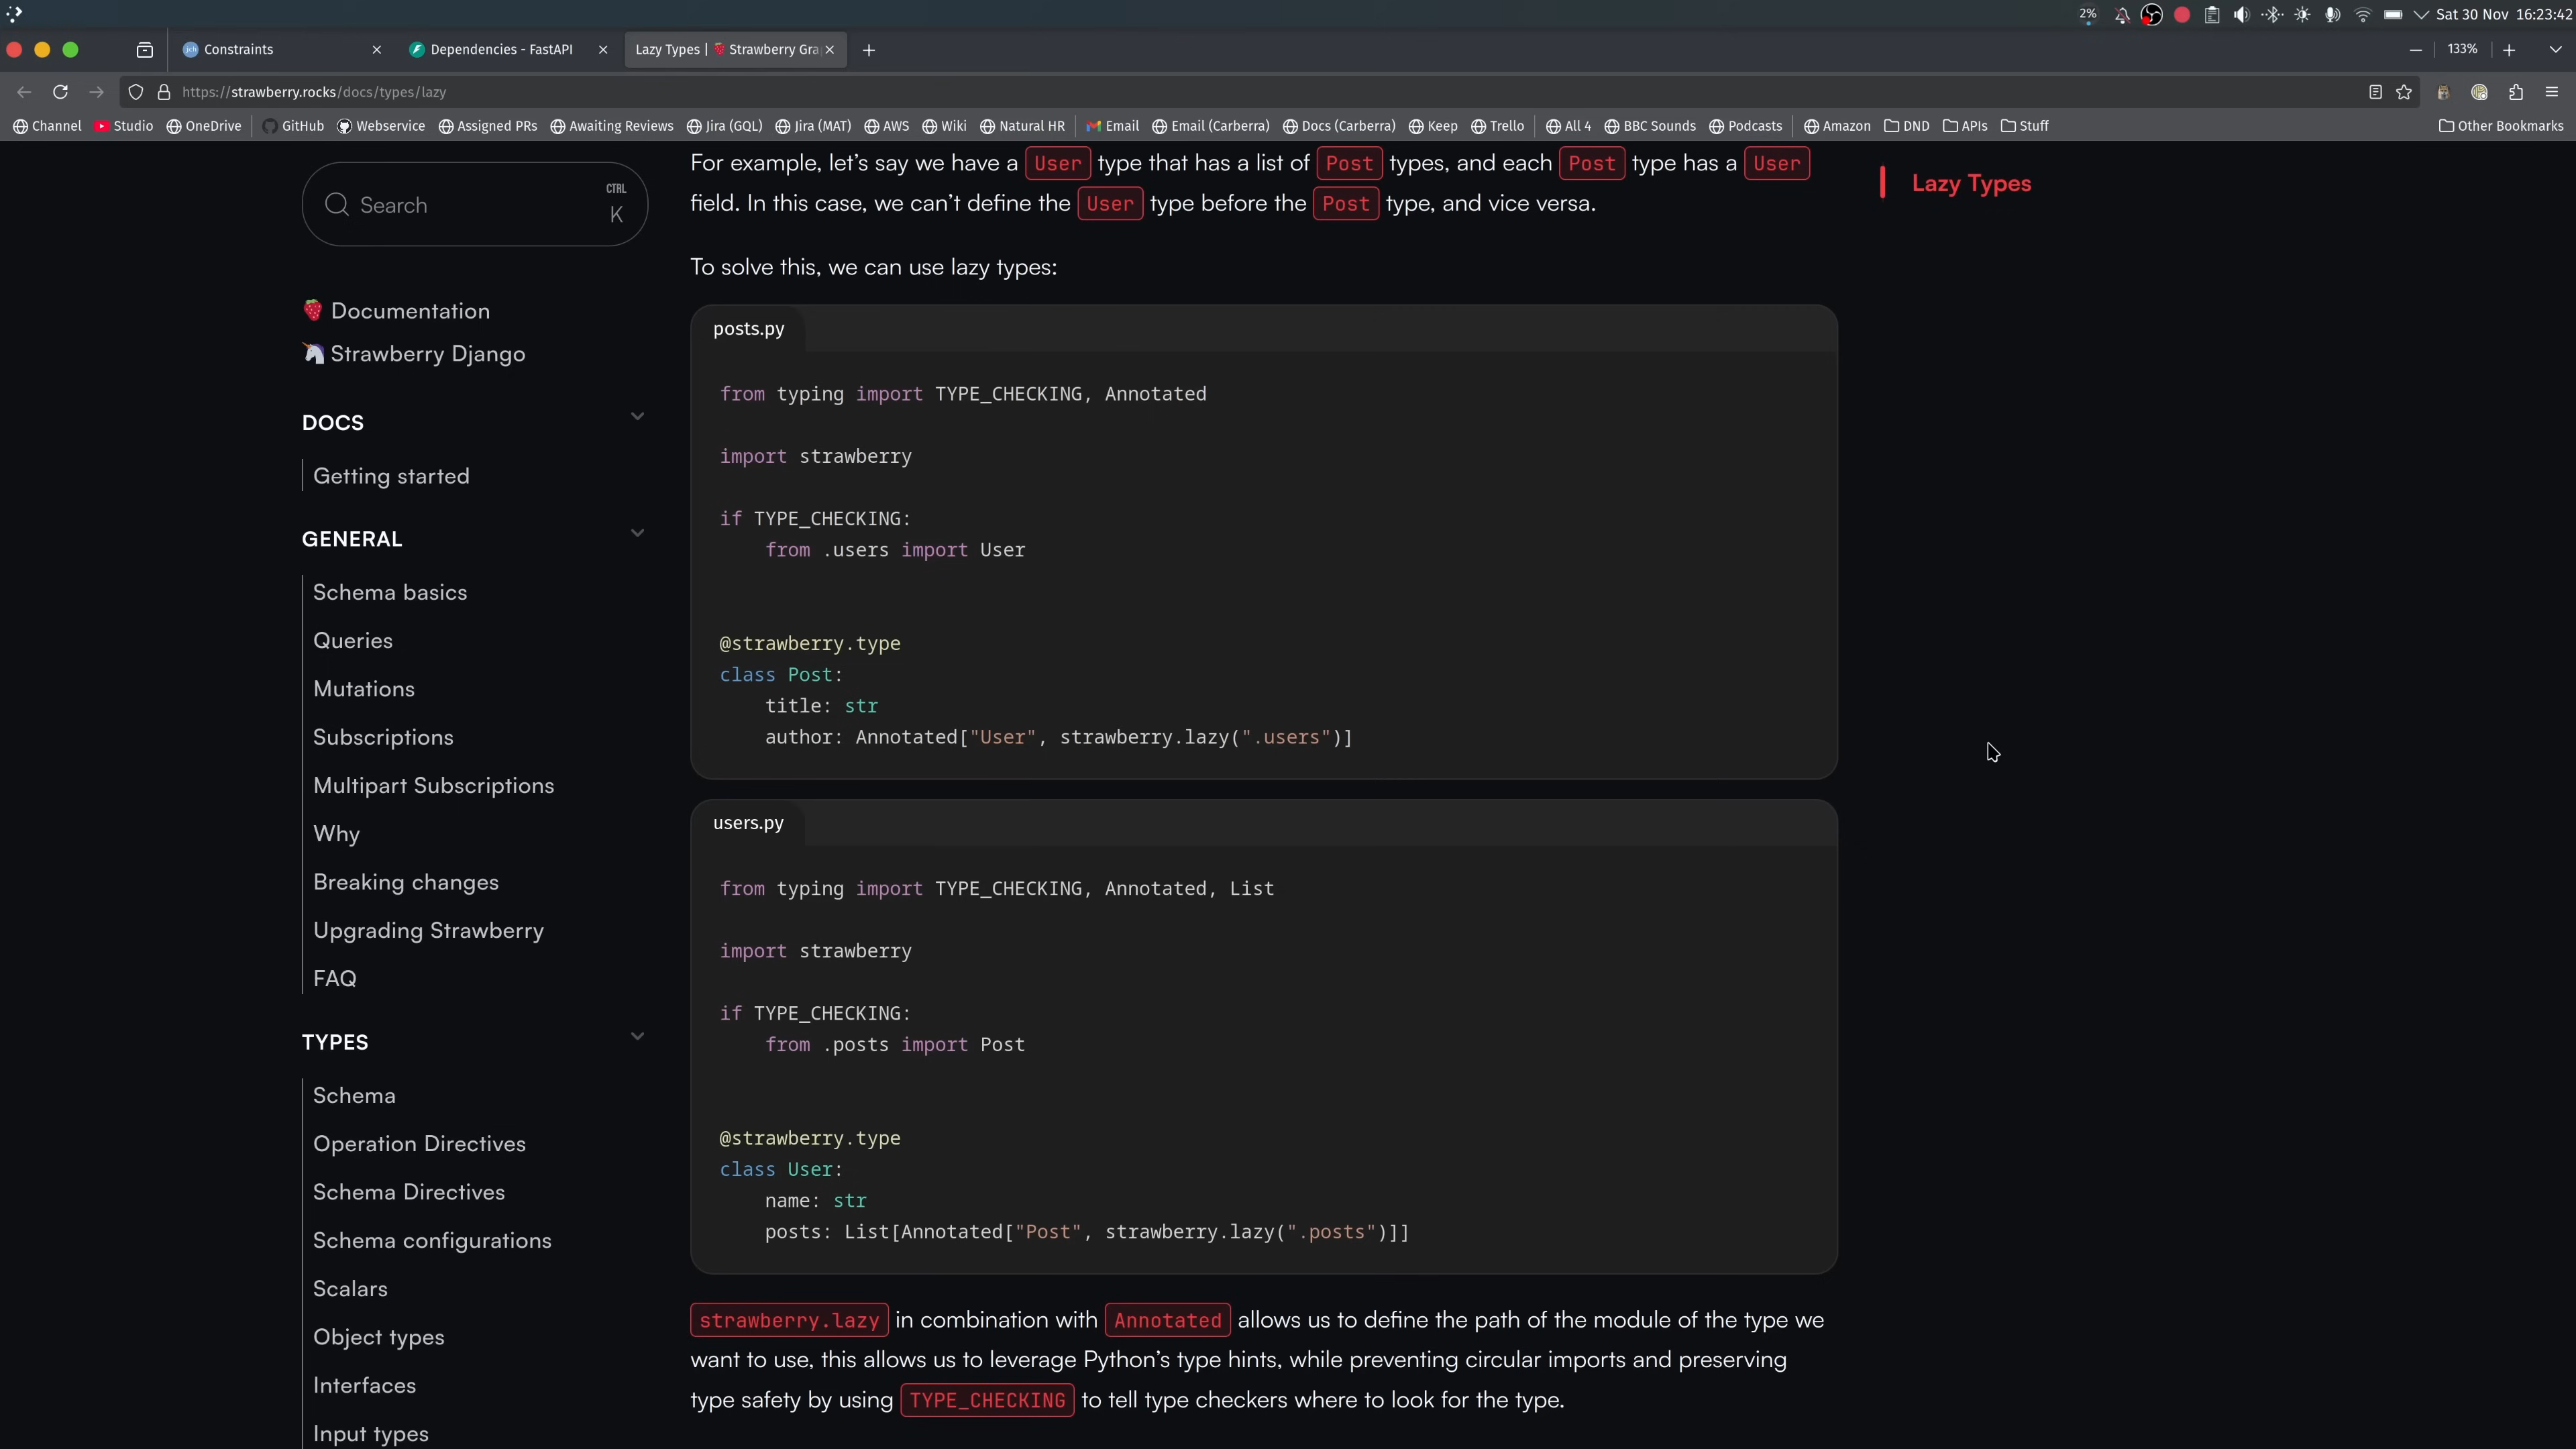 2%
Sat 30 Nov 16:23:42
Constraints
Dependencies - FastAPI
Lazy Types | 🍓 Strawberry Gra
133%
https://strawberry.rocks/docs/types/lazy
Channel Studio OneDrive GitHub Webservice Assigned PRs Awaiting Reviews Jira (GQL) Jira (MAT) AWS Wiki Natural HR Email Email (Carberra) Docs (Carberra) Keep Trello All 4 BBC Sounds Podcasts Amazon DND APIs Stuff Other Bookmarks
Search
CTRL
K
🍓 Documentation
🦄 Strawberry Django
DOCS
Getting started
GENERAL
Schema basics
Queries
Mutations
Subscriptions
Multipart Subscriptions
Why
Breaking changes
Upgrading Strawberry
FAQ
TYPES
Schema
Operation Directives
Schema Directives
Schema configurations
Scalars
Object types
Interfaces
Input types
For example, let’s say we have a User type that has a list of Post types, and each Post type has a User
field. In this case, we can’t define the User type before the Post type, and vice versa.
To solve this, we can use lazy types:
posts.py
from typing import TYPE_CHECKING, Annotated
import strawberry
if TYPE_CHECKING:
    from .users import User
@strawberry.type
class Post:
    title: str
    author: Annotated["User", strawberry.lazy(".users")]
users.py
from typing import TYPE_CHECKING, Annotated, List
import strawberry
if TYPE_CHECKING:
    from .posts import Post
@strawberry.type
class User:
    name: str
    posts: List[Annotated["Post", strawberry.lazy(".posts")]]
strawberry.lazy in combination with Annotated allows us to define the path of the module of the type we
want to use, this allows us to leverage Python’s type hints, while preventing circular imports and preserving
type safety by using TYPE_CHECKING to tell type checkers where to look for the type.
Lazy Types